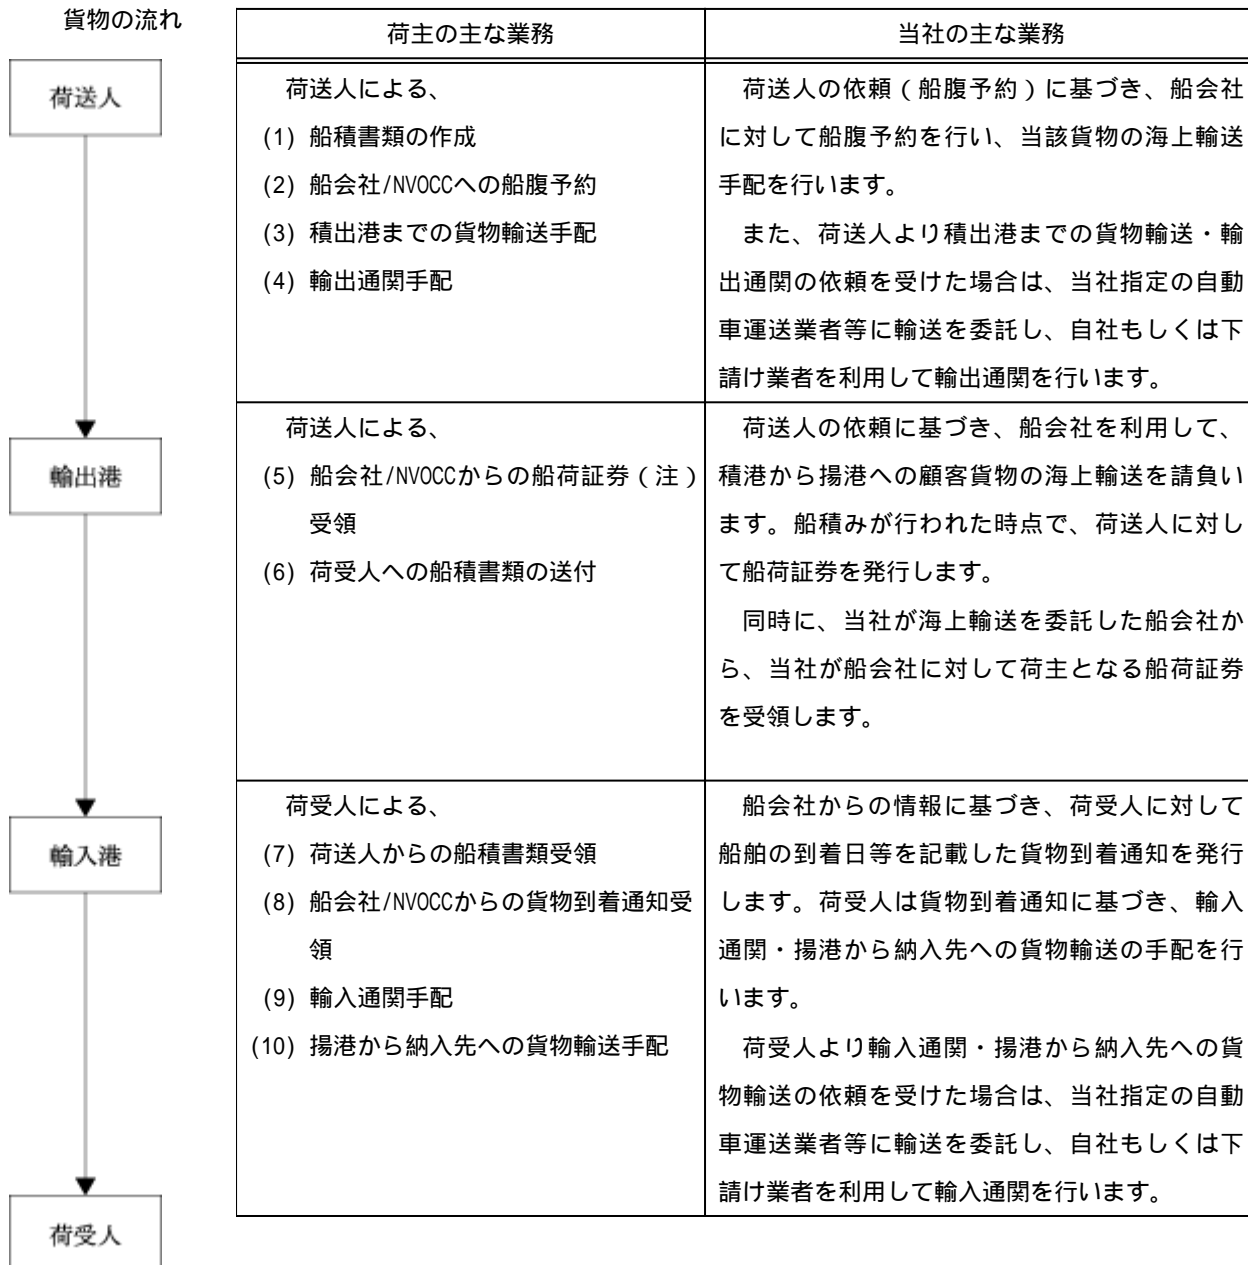 貨物の流れ
荷送人
輸出港
輸入港
荷受人
荷主の主な業務
当社の主な業務
荷送人による、
(1) 船積書類の作成
(2) 船会社/NVOCCへの船腹予約
(3) 積出港までの貨物輸送手配
(4) 輸出通関手配
荷送人の依頼(船腹予約)に基づき、船会社
に対して船腹予約を行い、当該貨物の海上輸送
手配を行います。
また、荷送人より積出港までの貨物輸送・輸
出通関の依頼を受けた場合は、当社指定の自動
車運送業者等に輸送を委託し、自社もしくは下
請け業者を利用して輸出通関を行います。
荷送人による、
(5) 船会社/NVOCCからの船荷証券(注)
受領
(6) 荷受人への船積書類の送付
荷送人の依頼に基づき、船会社を利用して、
積港から揚港への顧客貨物の海上輸送を請負い
ます。船積みが行われた時点で、荷送人に対し
て船荷証券を発行します。
同時に、当社が海上輸送を委託した船会社か
ら、当社が船会社に対して荷主となる船荷証券
を受領します。
荷受人による、
(7) 荷送人からの船積書類受領
(8) 船会社/NVOCCからの貨物到着通知受
領
(9) 輸入通関手配
(10) 揚港から納入先への貨物輸送手配
船会社からの情報に基づき、荷受人に対して
船舶の到着日等を記載した貨物到着通知を発行
します。荷受人は貨物到着通知に基づき、輸入
通関・揚港から納入先への貨物輸送の手配を行
います。
荷受人より輸入通関・揚港から納入先への貨
物輸送の依頼を受けた場合は、当社指定の自動
車運送業者等に輸送を委託し、自社もしくは下
請け業者を利用して輸入通関を行います。